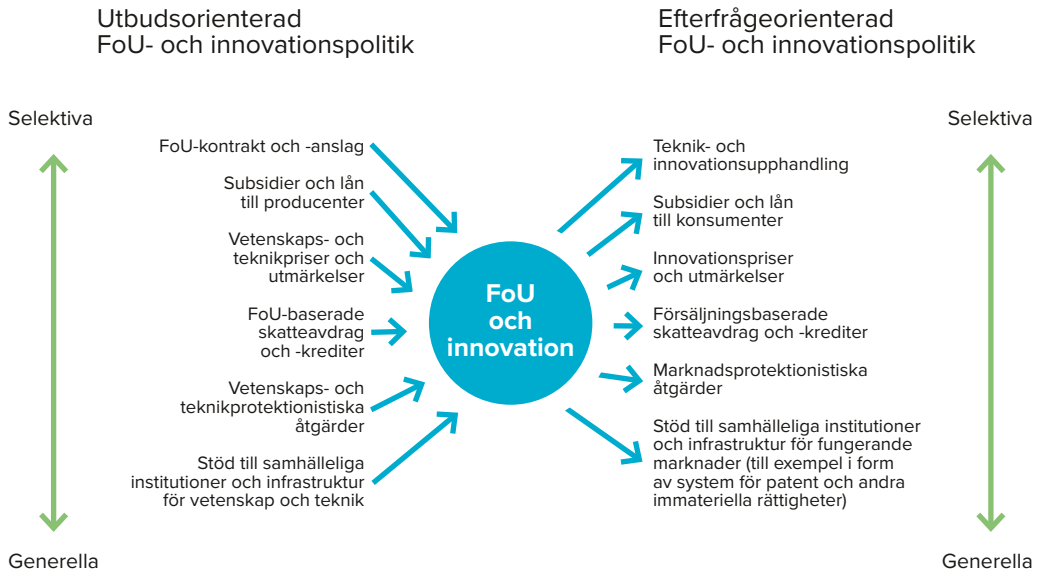 Utbudsorienterad
FoU- och innovationspolitik
Efterfrågeorienterad
FoU- och innovationspolitik
Selektiva
Selektiva
FoU-kontrakt och -anslag
Subsidier och lån
till producenter
Vetenskaps- och
teknikpriser och
utmärkelser
FoU-baserade
skatteavdrag
och -krediter
Vetenskaps- och
teknikprotektionistiska
åtgärder
Stöd till samhälleliga
institutioner och infrastruktur
för vetenskap och teknik
FoU
och
innovation
Teknik- och
innovationsupphandling
Subsidier och lån
till konsumenter
Innovationspriser
och utmärkelser
Försäljningsbaserade
skatteavdrag och -krediter
Marknadsprotektionistiska
åtgärder
Stöd till samhälleliga institutioner
och infrastruktur för fungerande
marknader (till exempel i form
av system för patent och andra
immateriella rättigheter)
Generella
Generella